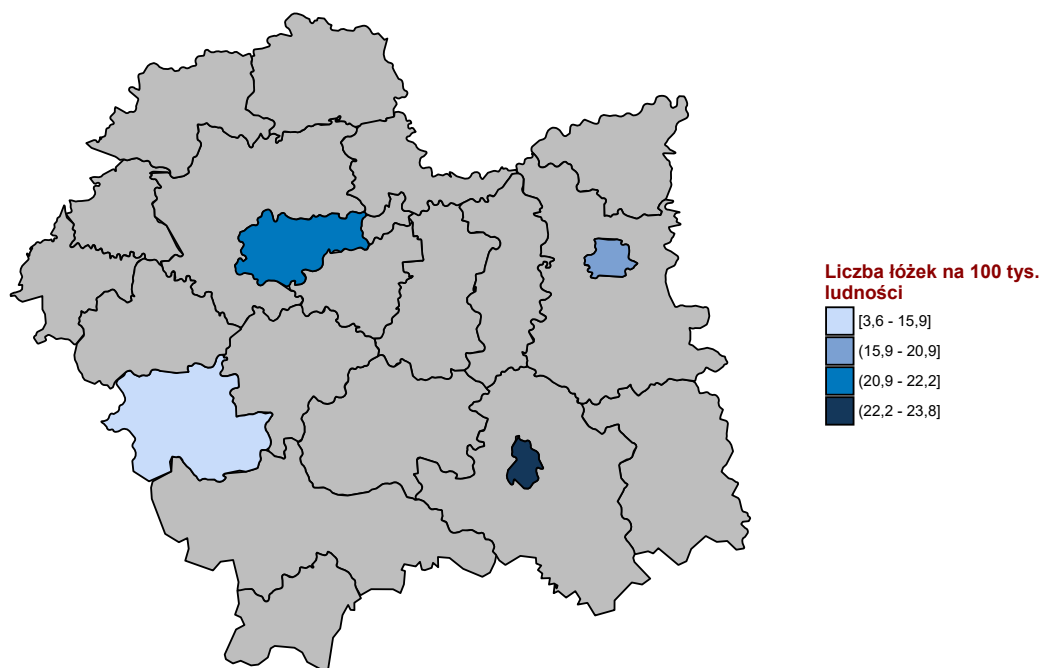 Liczba łóżek na 100 tys.
ludności
[3,6 - 15,9]
(15,9 - 20,9]
(20,9 - 22,2]
(22,2 - 23,8]